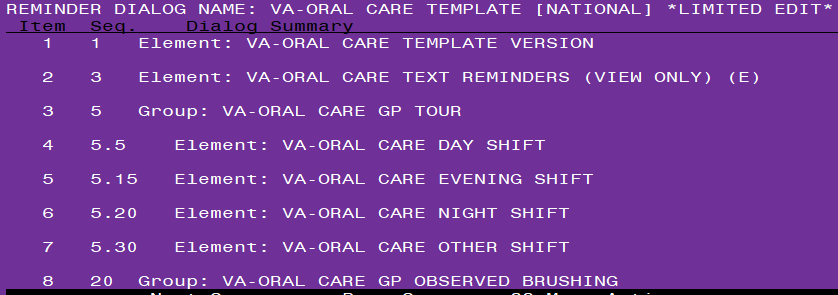 REMINDER DIALOG NAME: VA-ORAL CARE TEMPLATE [NATIONAL] *LIMITED EDIT*
Item Seq. Dialog Summary
1 1 Element: VA-ORAL CARE TEMPLATE VERSION
2 3 Element: VA-ORAL CARE TEXT REMINDERS (VIEW ONLY) (E)
3 5 Group: VA-ORAL CARE GP TOUR
4 5.5 Element: VA-ORAL CARE DAY SHIFT
5 5.15 Element: VA-ORAL CARE EVENING SHIFT
6 5.20 Element: VA-ORAL CARE NIGHT SHIFT
7 5.30 Element: VA-ORAL CARE OTHER SHIFT
8 20 Group: VA-ORAL CARE GP OBSERVED BRUSHING